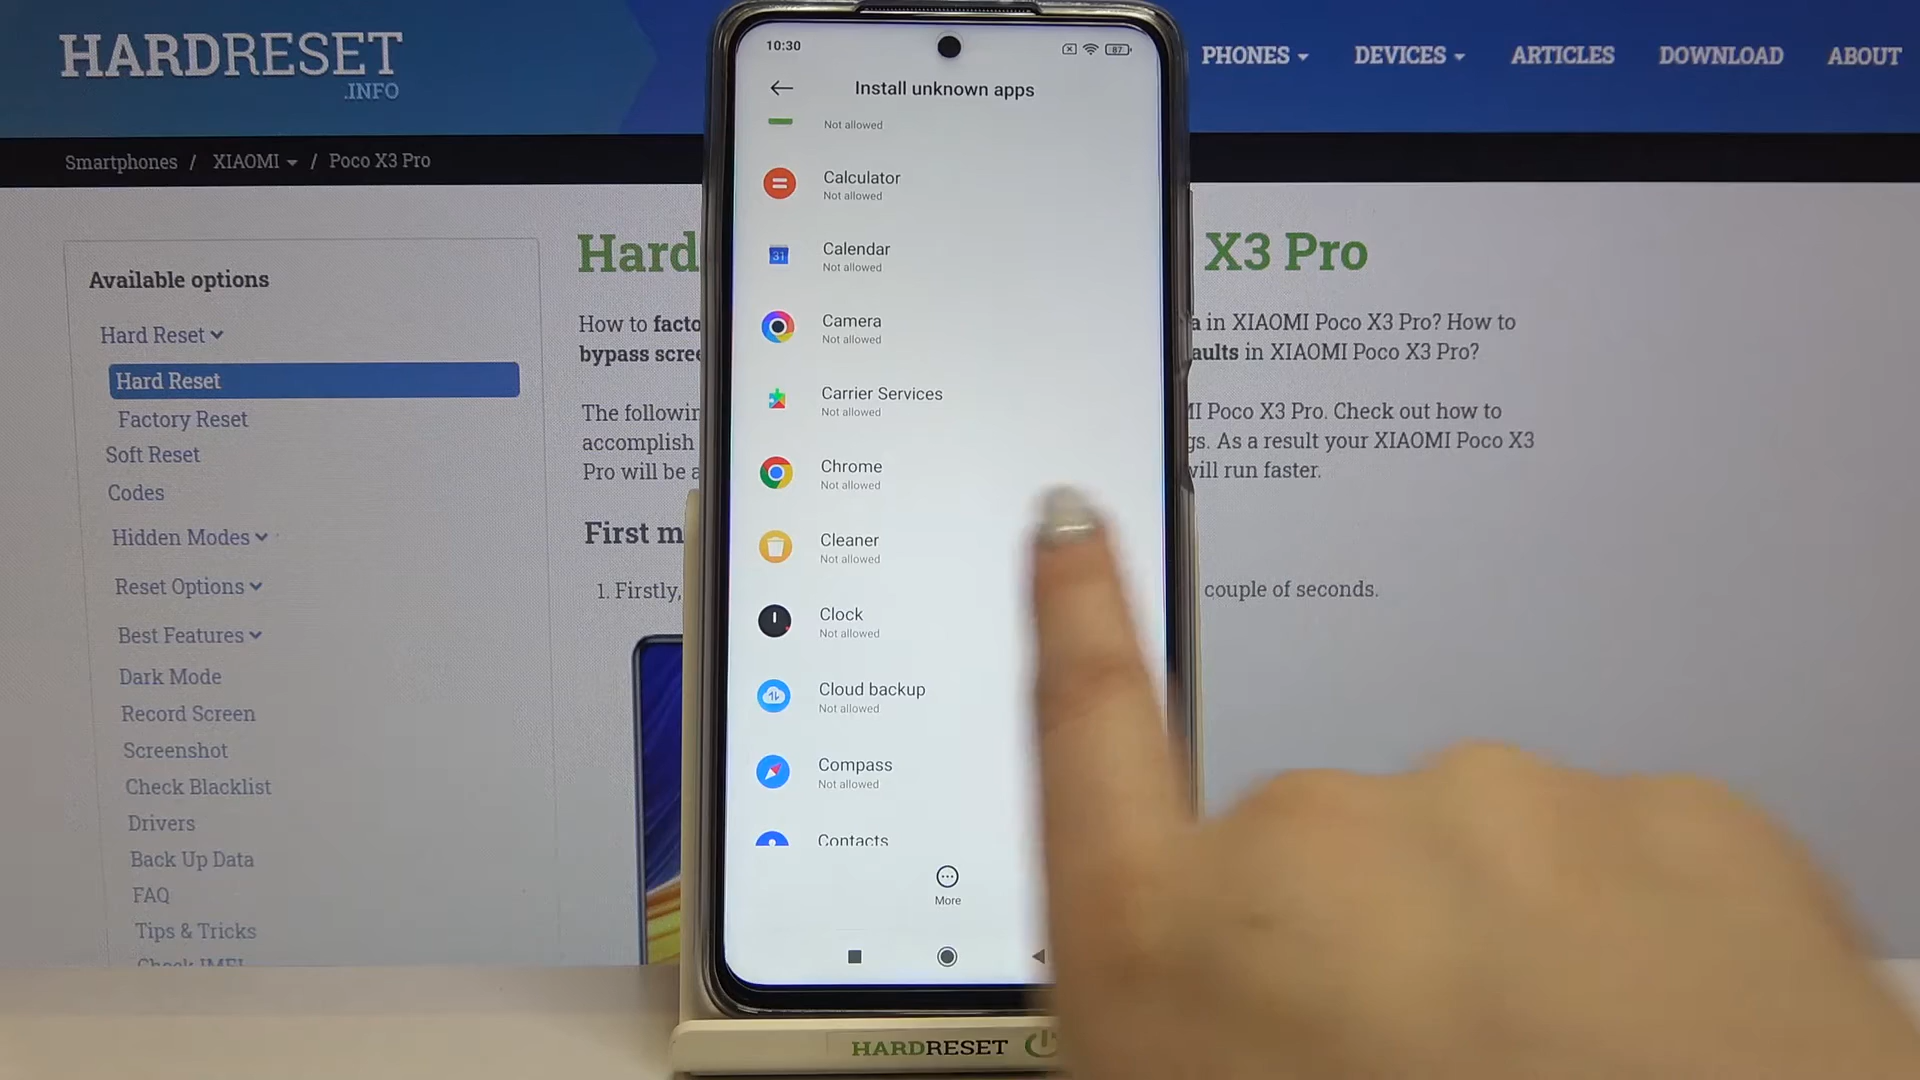 HARDRESET
.INFO
PHONES
DEVICES
ARTICLES
DOWNLOAD
ABOUT
Smartphones / XIAOMI / Poco X3 Pro
Available options
Hard Reset
Hard Reset
Factory Reset
Soft Reset
Codes
Hidden Modes
Reset Options
Best Features
Dark Mode
Record Screen
Screenshot
Check Blacklist
Drivers
Back Up Data
FAQ
Tips & Tricks
Check IMEI
Hard
X3 Pro
How to
in XIAOMI Poco X3 Pro? How to
bypass
in XIAOMI Poco X3 Pro?
The
Poco X3 Pro. Check out how to
accomplish
As a result your XIAOMI Poco X3
Pro will be
will run faster.
First
1. Firstly,
couple of seconds.
10:30
87
Install unknown apps
Not allowed
Calculator
Not allowed
31
Calendar
Not allowed
Camera
Not allowed
Carrier Services
Not allowed
Chrome
Not allowed
Cleaner
Not allowed
Clock
Not allowed
Cloud backup
Not allowed
Compass
Not allowed
Contacts
More
HARDRESET